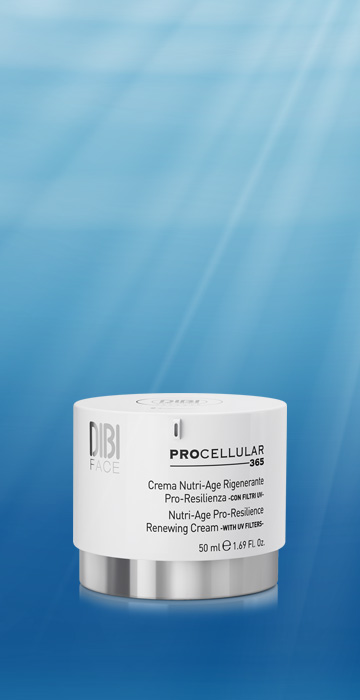 DIBI
DIBI
FACE
PROCELLULAR
365
Crema Nutri-Age Rigenerante
Pro-Resilienza -CON FILTRI UV-
Nutri-Age Pro-Resilience
Renewing Cream -WITH UV FILTERS-
50 ml ℮ 1.69 FL Oz.